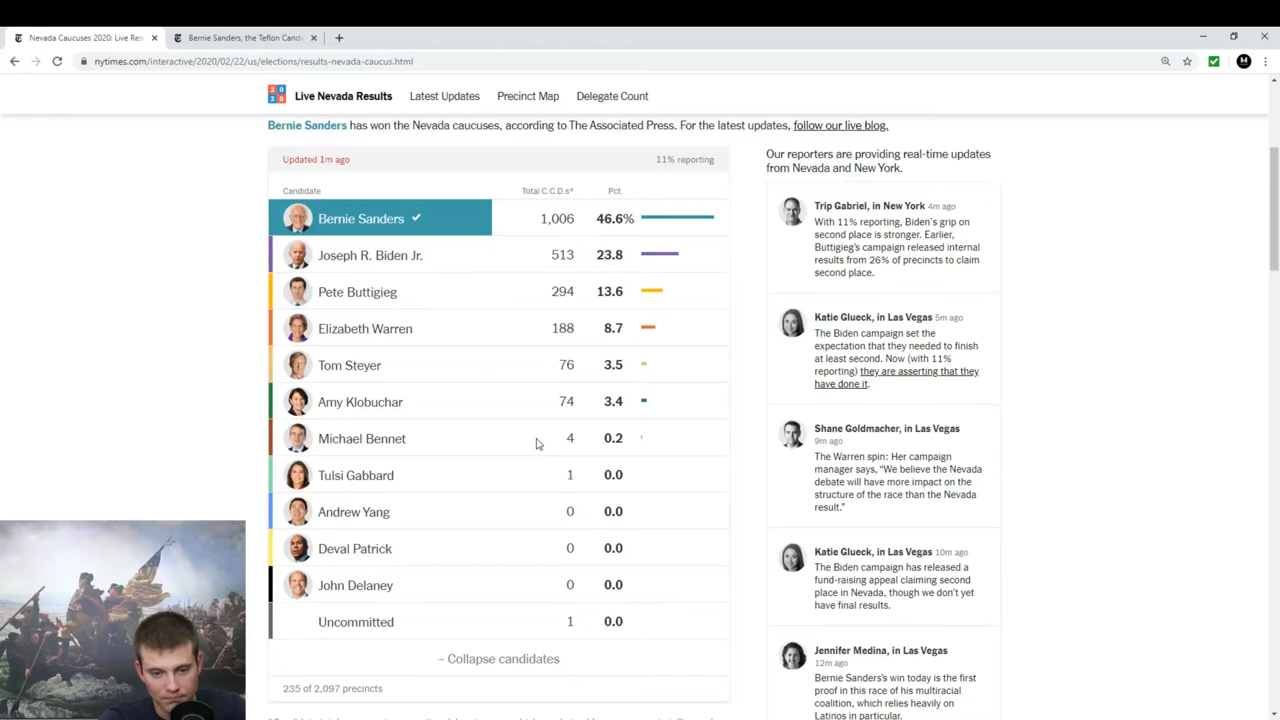 Nevada Caucuses 2020: Live Res
Bernie Sanders, the Teflon Cand
nytimes.com/interactive/2020/02/22/us/elections/results-nevada-caucus.html
2020 Live Nevada Results Latest Updates Precinct Map Delegate Count
Bernie Sanders has won the Nevada caucuses, according to The Associated Press. For the latest updates, follow our live blog.
Updated 1m ago 11% reporting
Candidate Total C.C.D.s* Pct.
Bernie Sanders ✓ 1,006 46.6%
Joseph R. Biden Jr. 513 23.8
Pete Buttigieg 294 13.6
Elizabeth Warren 188 8.7
Tom Steyer 76 3.5
Amy Klobuchar 74 3.4
Michael Bennet 4 0.2
Tulsi Gabbard 1 0.0
Andrew Yang 0 0.0
Deval Patrick 0 0.0
John Delaney 0 0.0
Uncommitted 1 0.0
– Collapse candidates
235 of 2,097 precincts
Our reporters are providing real-time updates
from Nevada and New York.
Trip Gabriel, in New York 4m ago
With 11% reporting, Biden's grip on
second place is stronger. Earlier,
Buttigieg's campaign released internal
results from 26% of precincts to claim
second place.
Katie Glueck, in Las Vegas 5m ago
The Biden campaign set the
expectation that they needed to finish
at least second. Now (with 11%
reporting) they are asserting that they
have done it.
Shane Goldmacher, in Las Vegas
9m ago
The Warren spin: Her campaign
manager says, “We believe the Nevada
debate will have more impact on the
structure of the race than the Nevada
result.”
Katie Glueck, in Las Vegas 10m ago
The Biden campaign has released a
fund-raising appeal claiming second
place in Nevada, though we don't yet
have final results.
Jennifer Medina, in Las Vegas
12m ago
Bernie Sanders's win today is the first
proof in this race of his multiracial
coalition, which relies heavily on
Latinos in particular.